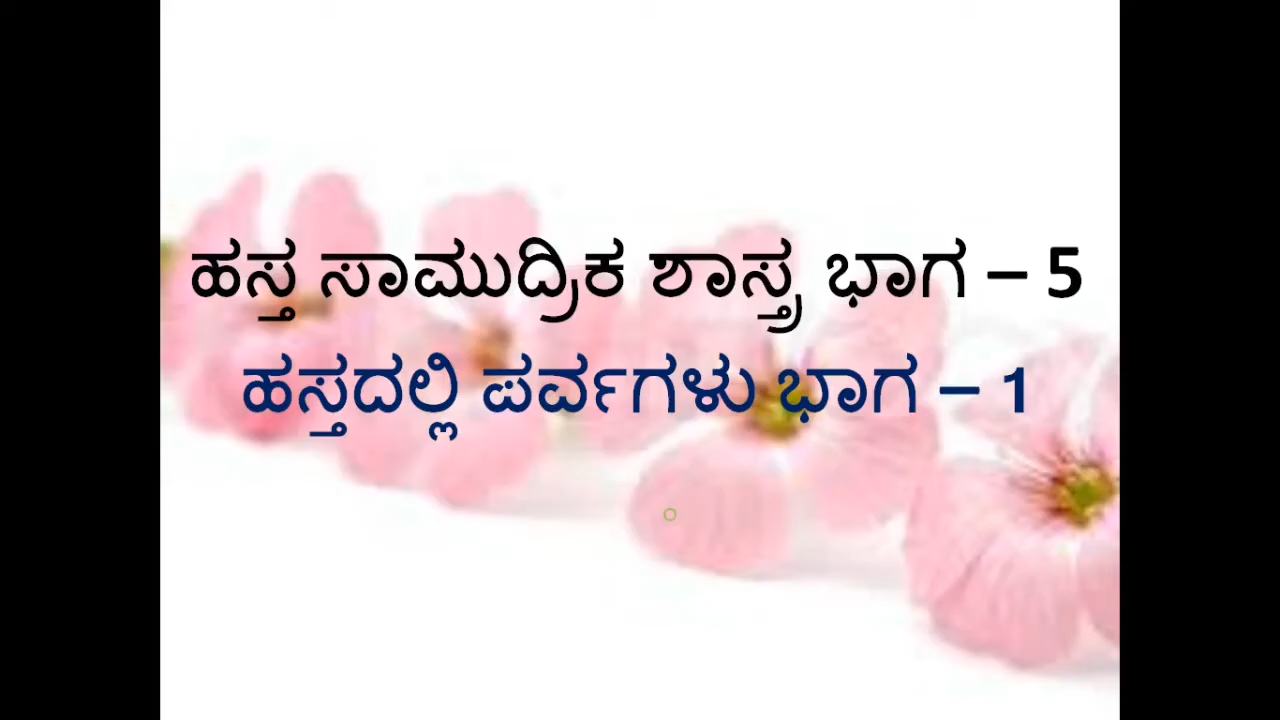 ಹಸ್ತ ಸಾಮುದ್ರಿಕ ಶಾಸ್ತ್ರ ಭಾಗ – 5
ಹಸ್ತದಲ್ಲಿ ಪರ್ವಗಳು ಭಾಗ – 1